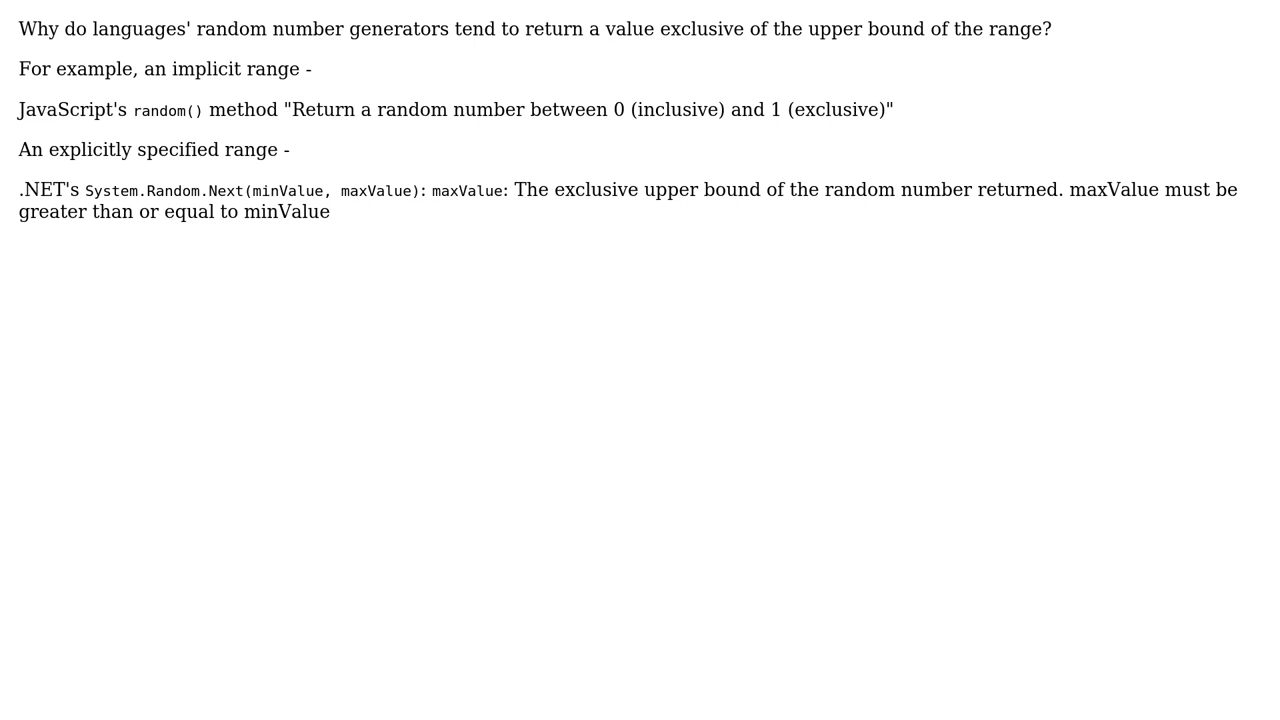 Why do languages' random number generators tend to return a value exclusive of the upper bound of the range?
For example, an implicit range -
JavaScript's random() method "Return a random number between 0 (inclusive) and 1 (exclusive)"
An explicitly specified range -
.NET's System.Random.Next(minValue, maxValue): maxValue: The exclusive upper bound of the random number returned. maxValue must be
greater than or equal to minValue